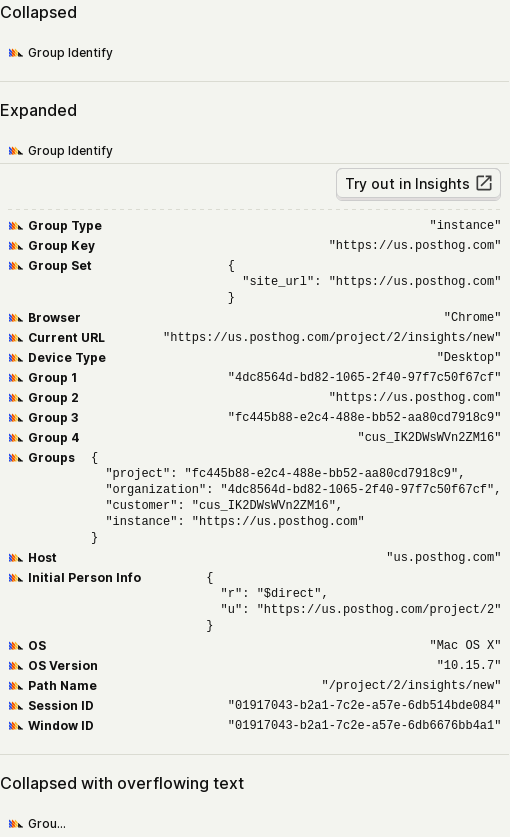 Collapsed
Group Identify
Expanded
Group Identify
Try out in Insights
Group Type "instance"
Group Key "https://us.posthog.com"
Group Set {
"site_url": "https://us.posthog.com"
}
Browser "Chrome"
Current URL "https://us.posthog.com/project/2/insights/new"
Device Type "Desktop"
Group 1 "4dc8564d-bd82-1065-2f40-97f7c50f67cf"
Group 2 "https://us.posthog.com"
Group 3 "fc445b88-e2c4-488e-bb52-aa80cd7918c9"
Group 4 "cus_IK2DWsWVn2ZM16"
Groups {
"project": "fc445b88-e2c4-488e-bb52-aa80cd7918c9",
"organization": "4dc8564d-bd82-1065-2f40-97f7c50f67cf",
"customer": "cus_IK2DWsWVn2ZM16",
"instance": "https://us.posthog.com"
}
Host "us.posthog.com"
Initial Person Info {
"r": "$direct",
"u": "https://us.posthog.com/project/2"
}
OS "Mac OS X"
OS Version "10.15.7"
Path Name "/project/2/insights/new"
Session ID "01917043-b2a1-7c2e-a57e-6db514bde084"
Window ID "01917043-b2a1-7c2e-a57e-6db6676bb4a1"
Collapsed with overflowing text
Grou...